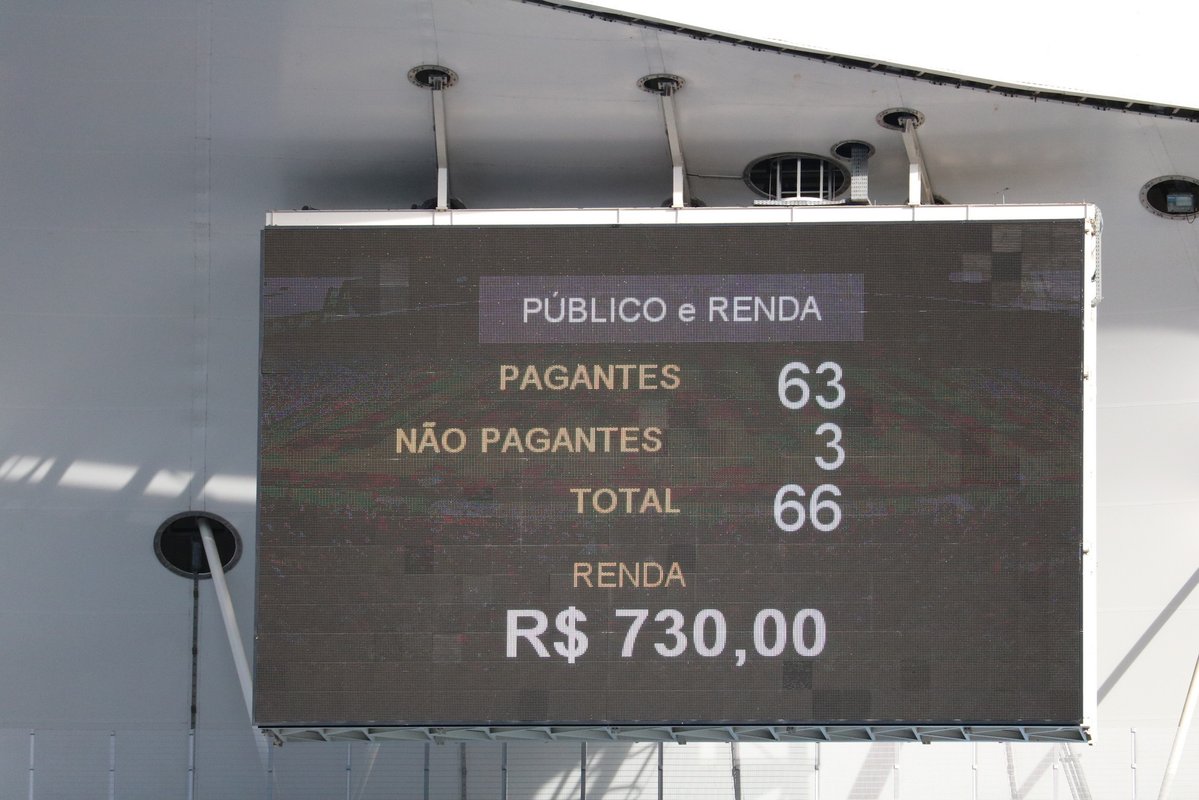 PÚBLICO e RENDA
PAGANTES 63
NÃO PAGANTES 3
TOTAL 66
RENDA
R$ 730,00